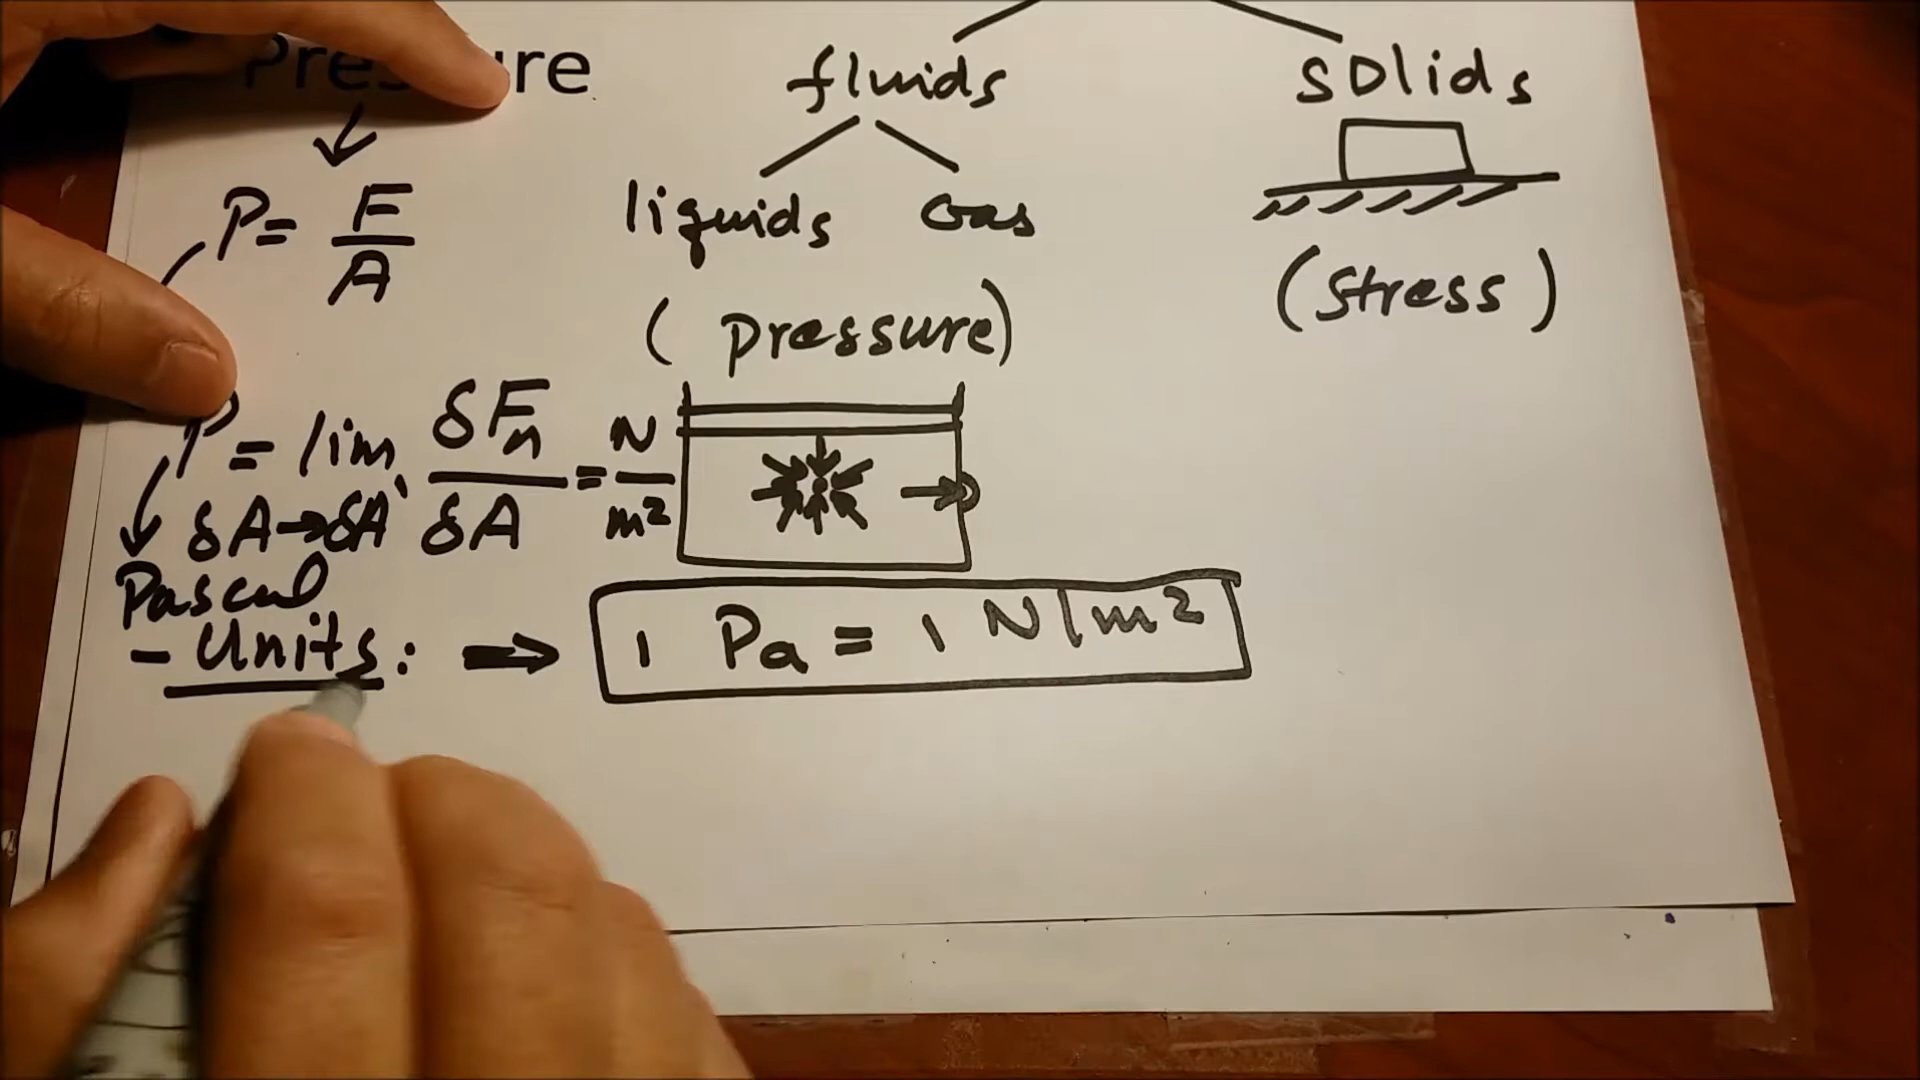 Pressure
fluids solids
P = F/A
liquids Gas
(pressure) (stress)
P = lim δA→δA' δFn/δA = N/m²
Pascal
- Units: → 1 Pa = 1 N/m²